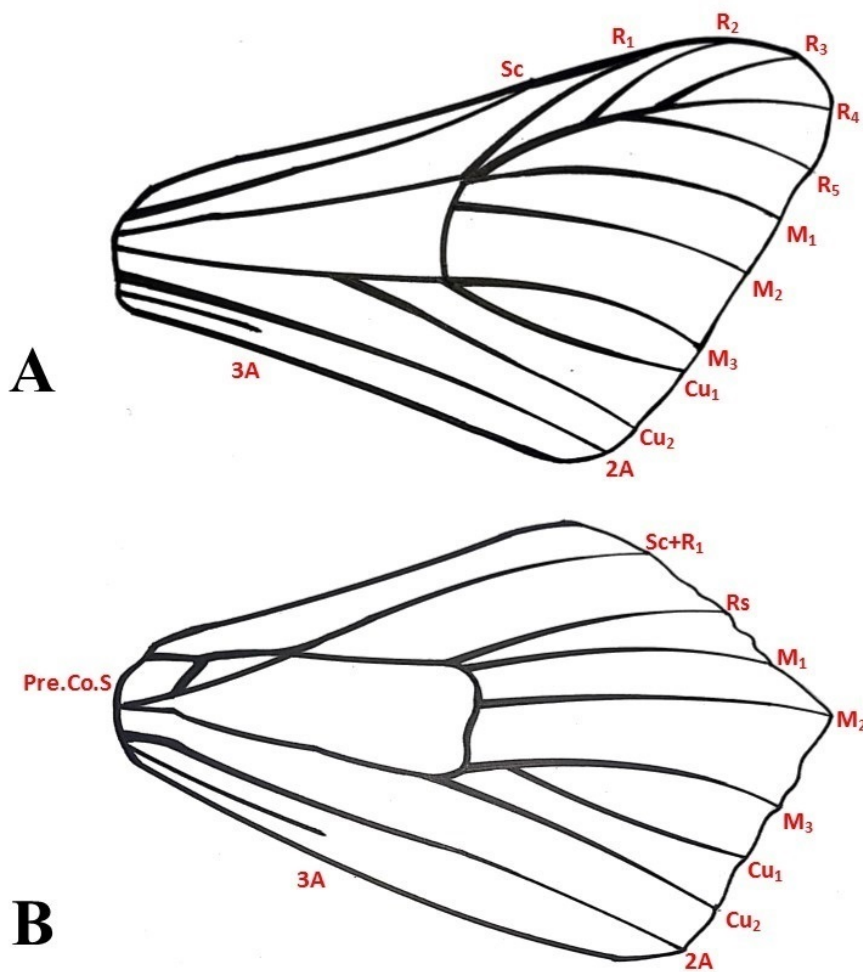 R₁
R₂
R₃
Sc
R₄
R₅
M₁
M₂
M₃
A
3A
Cu₁
Cu₂
2A
Sc+R₁
Rs
M₁
Pre.Co.S
M₂
M₃
Cu₁
3A
B
Cu₂
2A